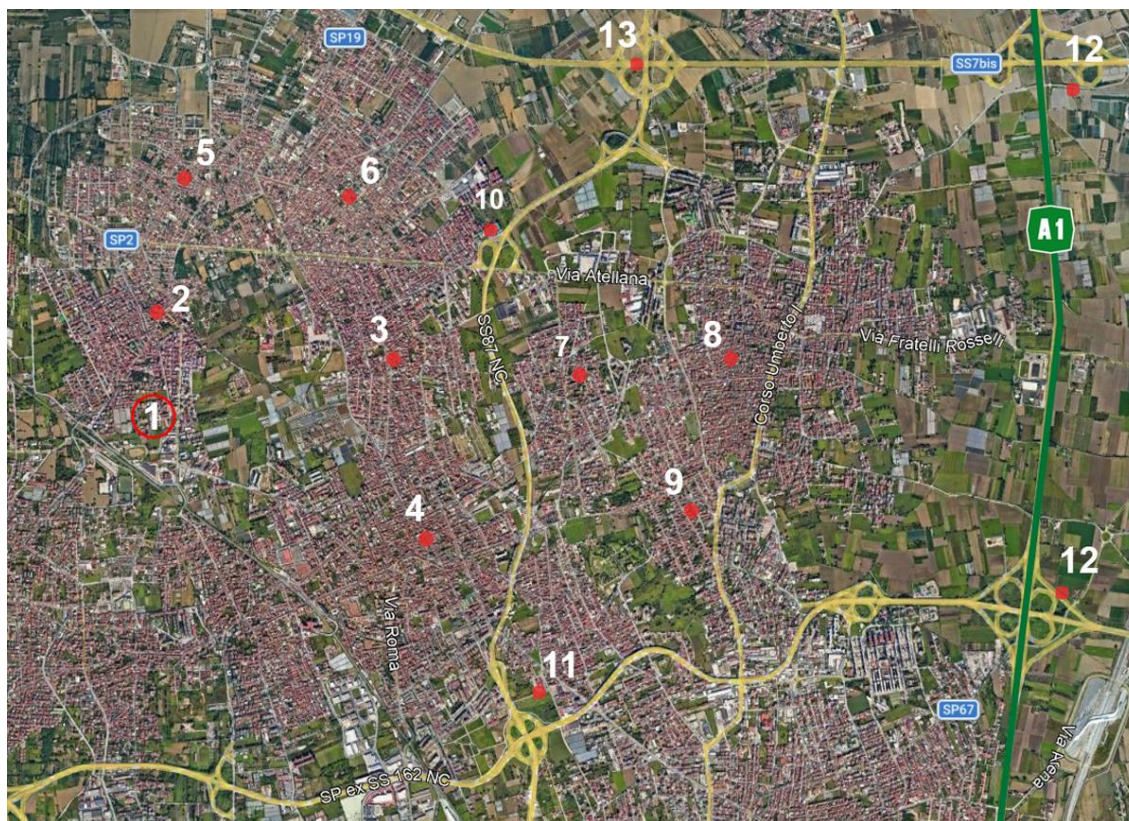 SP19
13
SS7bis
12
5
6
10
SP2
A1
Via Atellana
2
3
SS87 NC
7
8
Corso Umberto I
Via Fratelli Rosselli
1
9
4
12
Via Roma
11
SP67
Via Arena
SP ex SS 162 NC